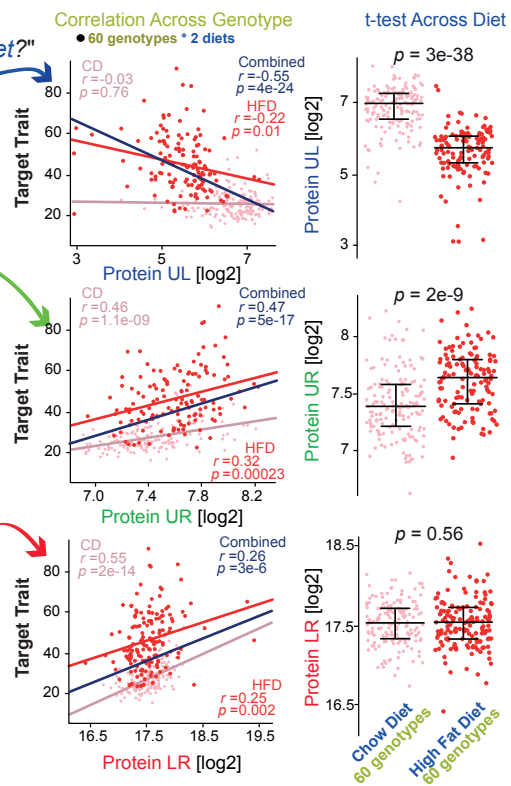 Correlation Across Genotype
● 60 genotypes * 2 diets
t-test Across Diet
et?"
CD
r=-0.03
p=0.76
Combined
r=-0.55
p=4e-24
HFD
r=-0.22
p=0.01
Target Trait
80
60
40
20
3
5
7
Protein UL [log2]
p = 3e-38
Protein UL [log2]
7
5
3
CD
r=0.46
p=1.1e-09
Combined
r=0.47
p=5e-17
HFD
r=0.32
p=0.00023
Target Trait
80
60
40
20
7.0
7.4
7.8
8.2
Protein UR [log2]
p = 2e-9
Protein UR [log2]
8
7.5
7
CD
r=0.55
p=2e-14
Combined
r=0.26
p=3e-6
HFD
r=0.25
p=0.002
Target Trait
80
60
40
20
16.5
17.5
18.5
19.5
Protein LR [log2]
p = 0.56
Protein LR [log2]
18.5
17.5
16.5
Chow Diet
60 genotypes
High Fat Diet
60 genotypes